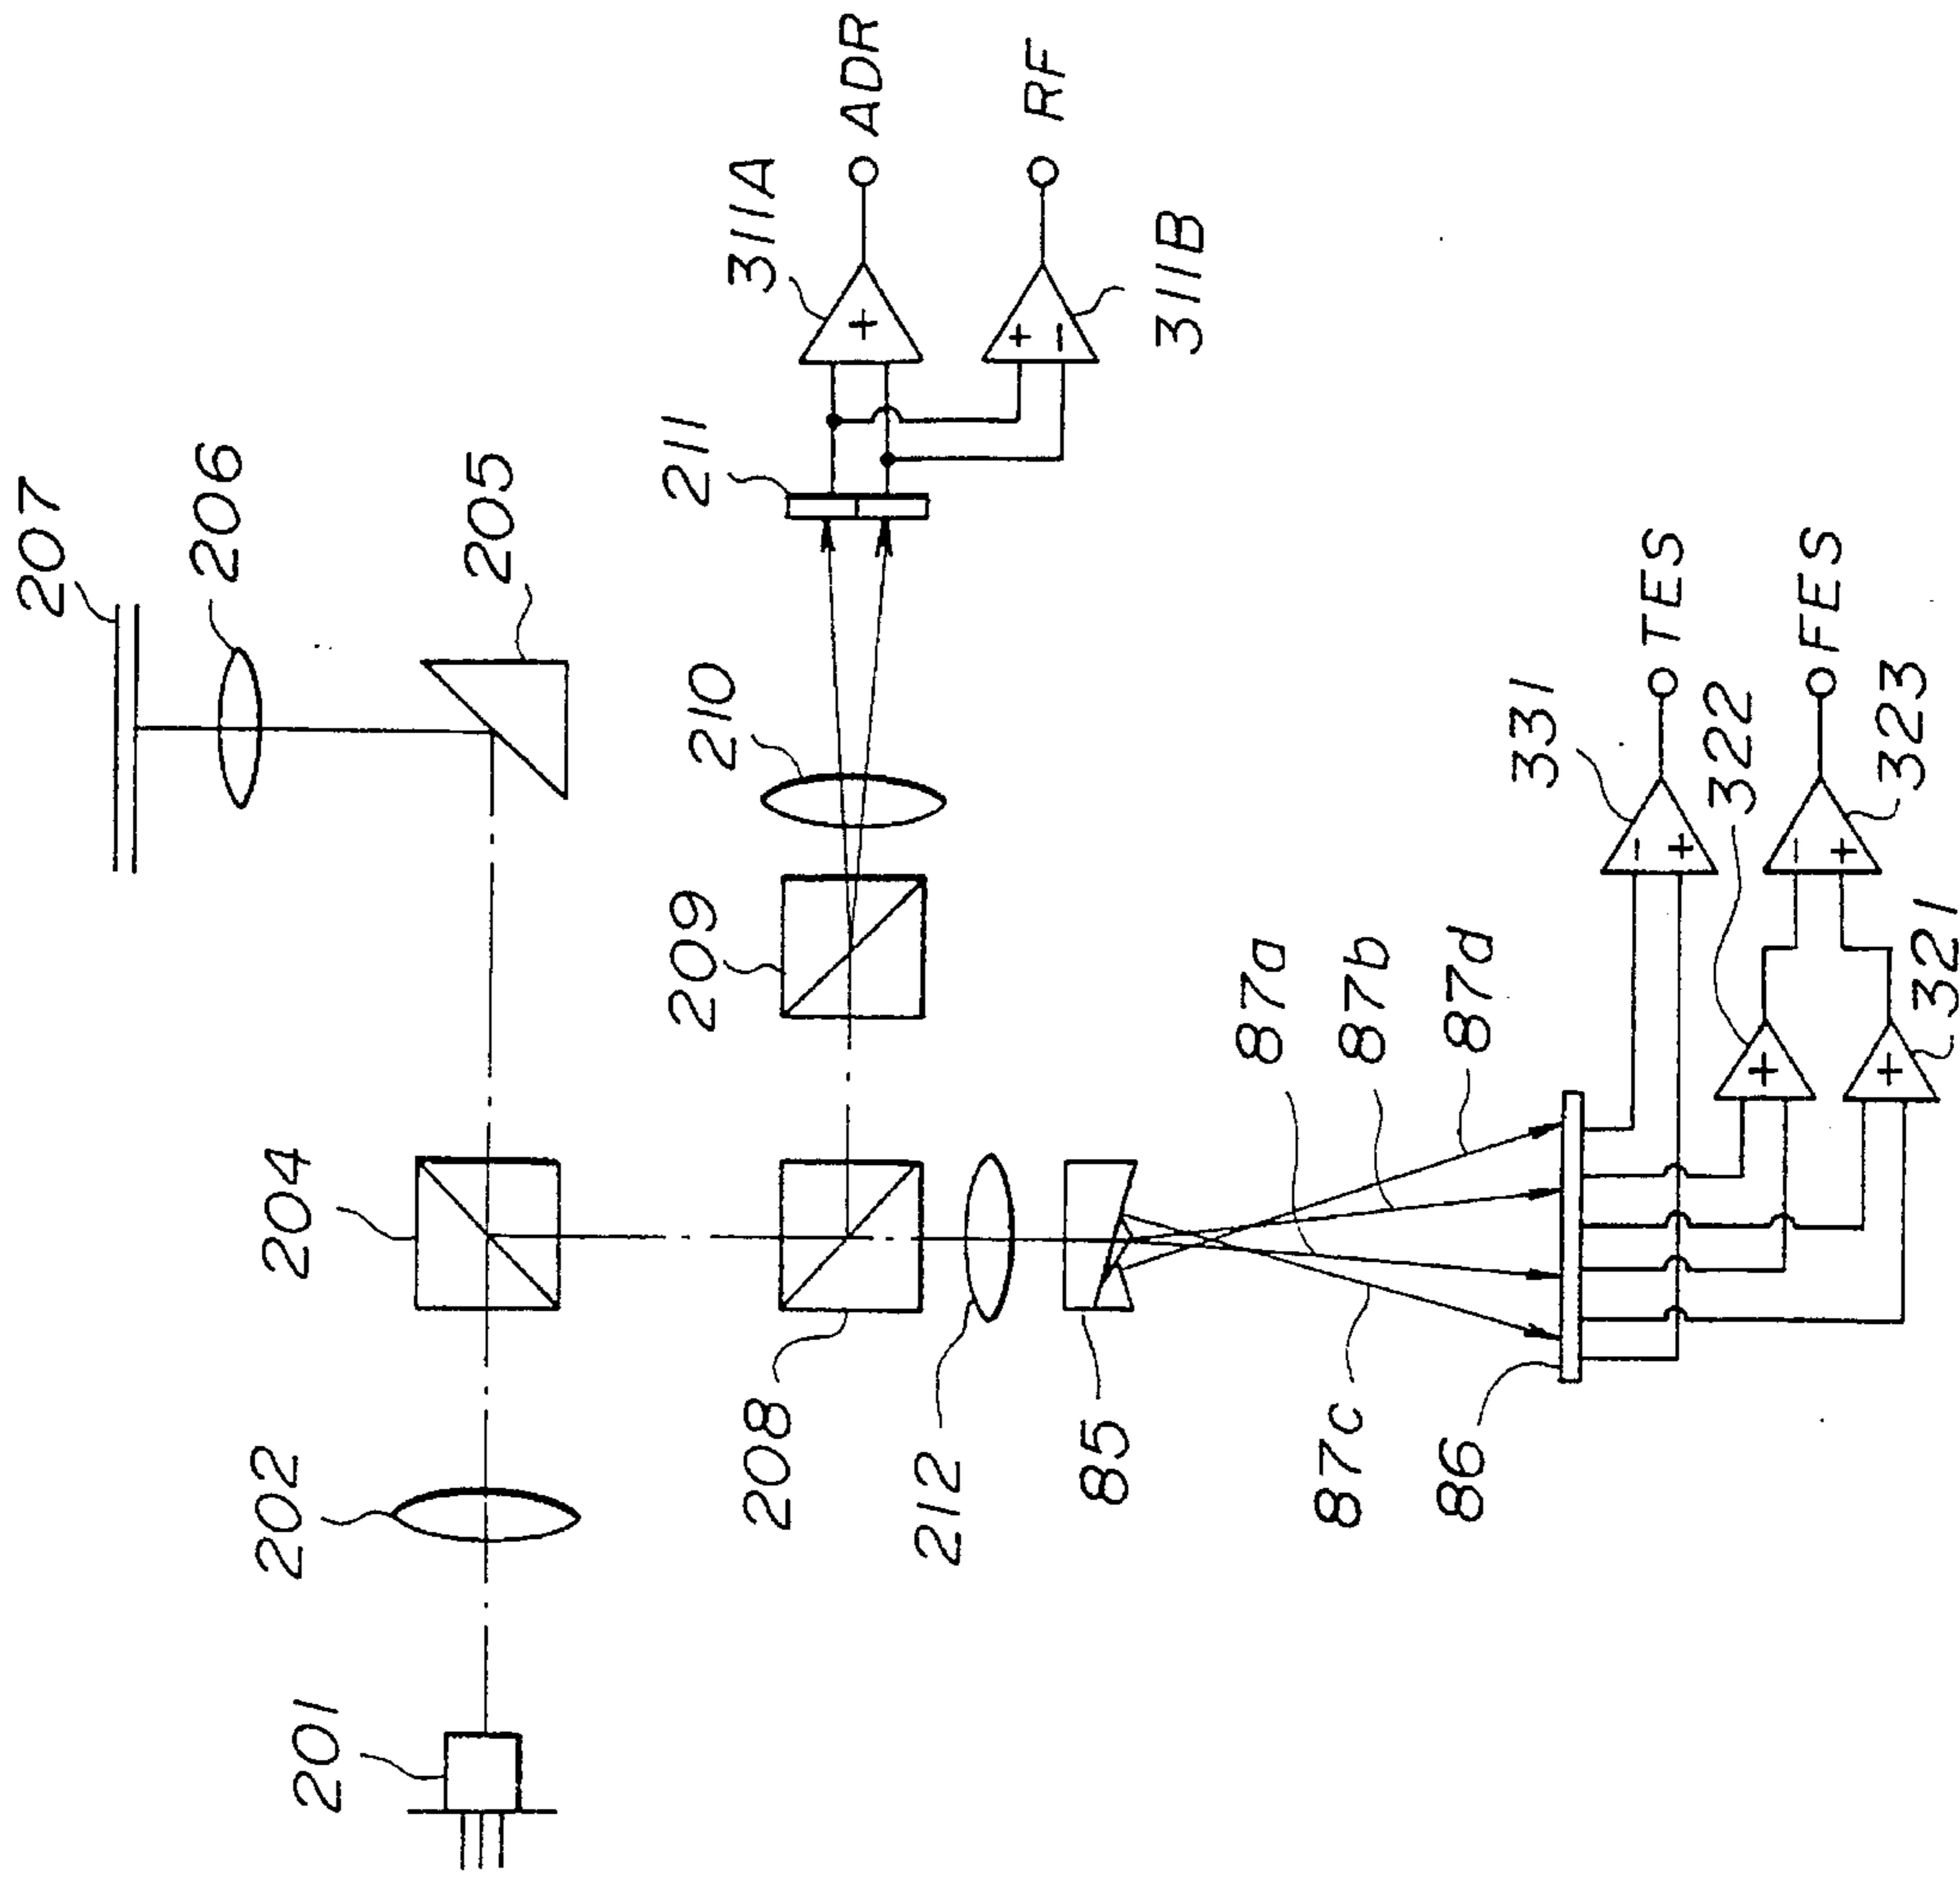 207
206
205
204
202
201
ADR
RF
311A
311B
211
210
209
208
212
85
87a
87b
87d
87c
86
TES
FES
331
322
323
321
+
+
−
−
+
−
+
+
+